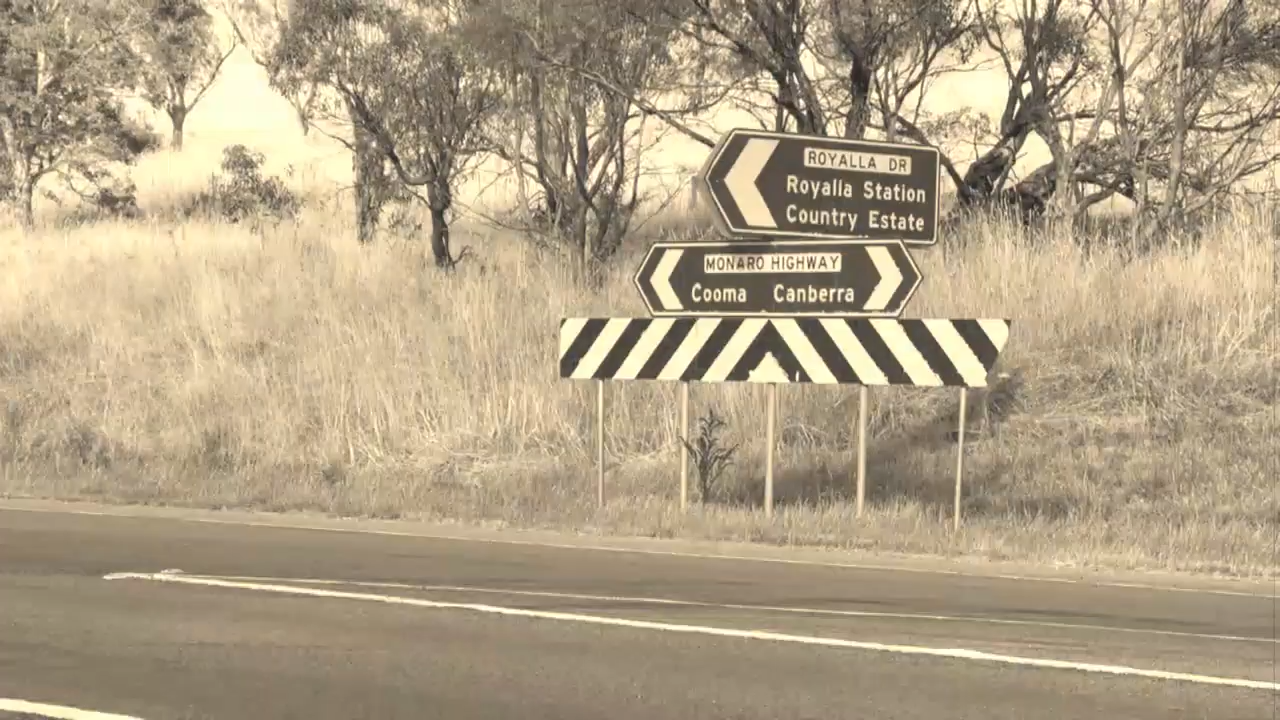 ROYALLA DR
Royalla Station
Country Estate
MONARO HIGHWAY
Cooma Canberra